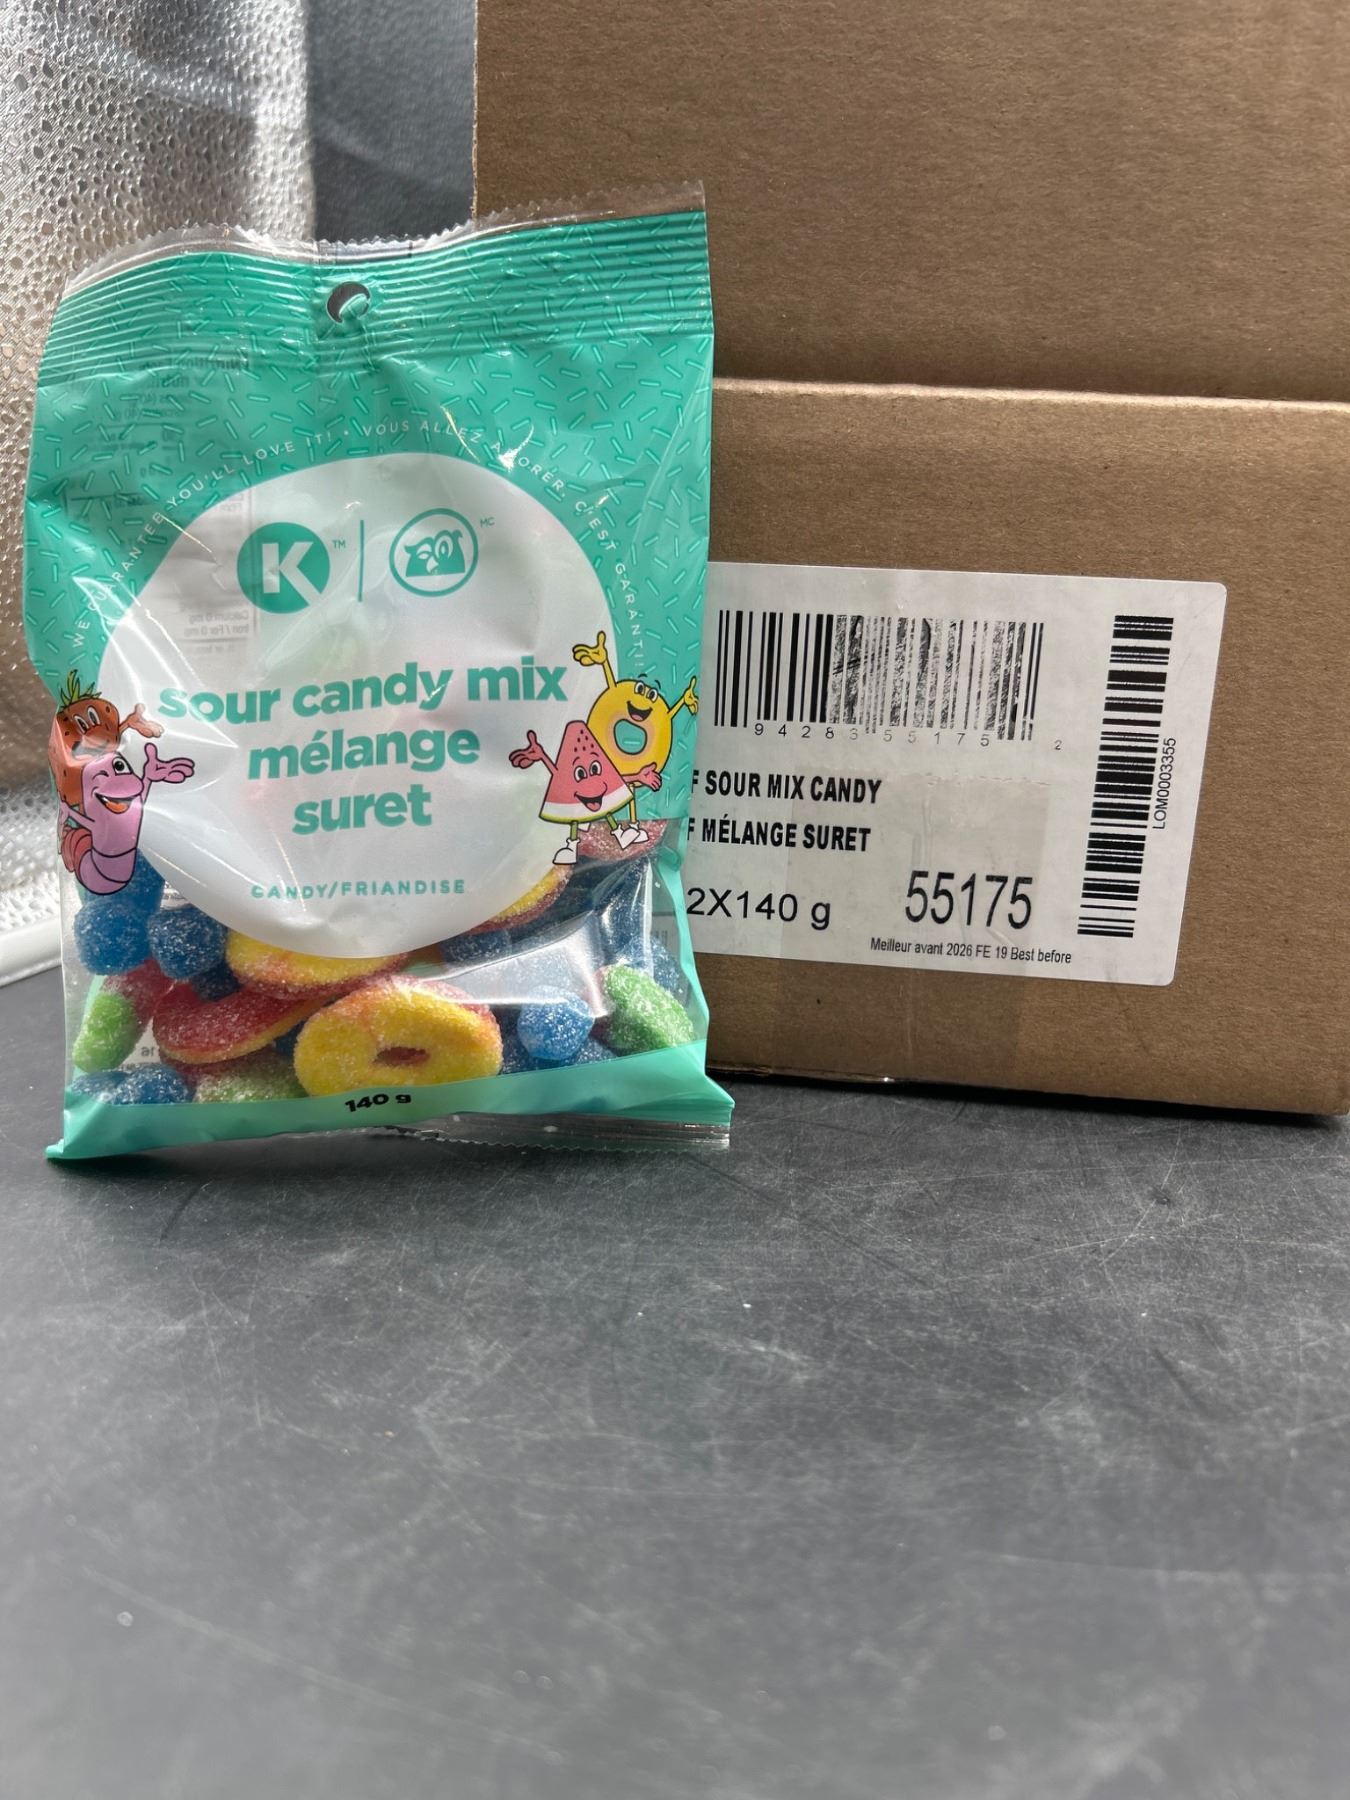 WE GUARANTEE YOU'LL LOVE IT! • VOUS ALLEZ ADORER, C'EST GARANTI!
K TM MC
sour candy mix
mélange
suret
CANDY/FRIANDISE
140 g
94283 55175 2
F SOUR MIX CANDY
F MÉLANGE SURET
2X140 g
55175
Meilleur avant 2026 FE 19 Best before
LOM0003355